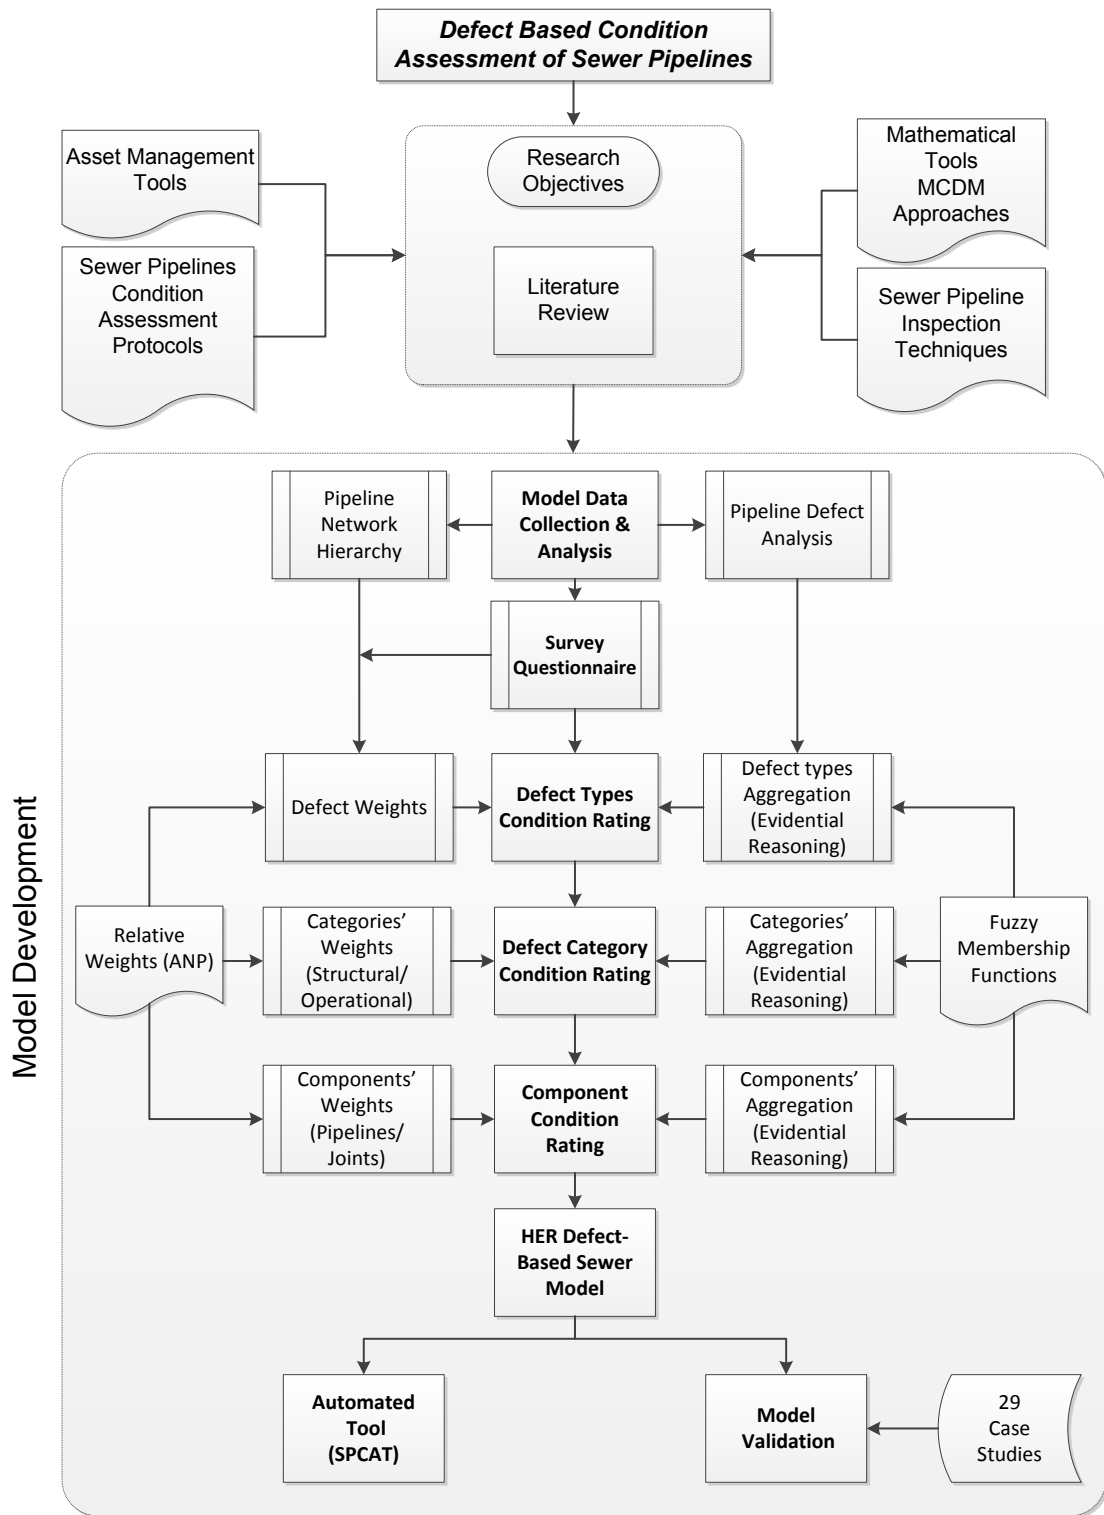 Defect Based Condition
Assessment of Sewer Pipelines
Asset Management
Tools
Sewer Pipelines
Condition
Assessment
Protocols
Research
Objectives
Literature
Review
Mathematical
Tools
MCDM
Approaches
Sewer Pipeline
Inspection
Techniques
Model Development
Pipeline
Network
Hierarchy
Model Data
Collection &
Analysis
Pipeline Defect
Analysis
Survey
Questionnaire
Defect Weights
Defect Types
Condition Rating
Defect types
Aggregation
(Evidential
Reasoning)
Relative
Weights (ANP)
Categories’
Weights
(Structural/
Operational)
Defect Category
Condition Rating
Categories’
Aggregation
(Evidential
Reasoning)
Fuzzy
Membership
Functions
Components’
Weights
(Pipelines/
Joints)
Component
Condition
Rating
Components’
Aggregation
(Evidential
Reasoning)
HER Defect-
Based Sewer
Model
Automated
Tool
(SPCAT)
Model
Validation
29
Case
Studies